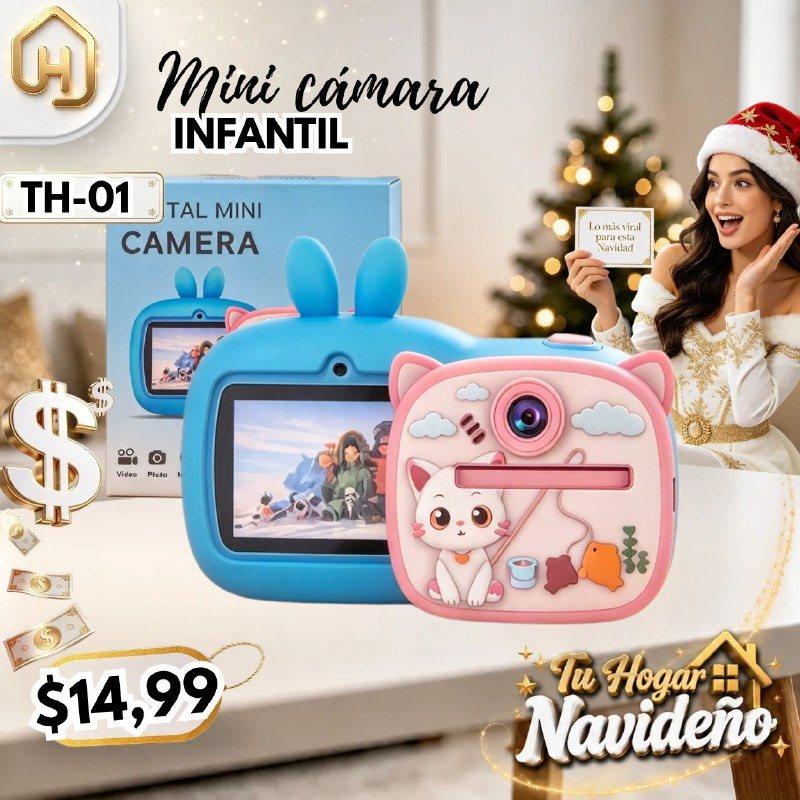 Mini cámara
INFANTIL
TH-01
TAL MINI
CAMERA
Lo más viral
para esta
Navidad
Video
Photo
$
$
$14,99
Tu Hogar
Navideño